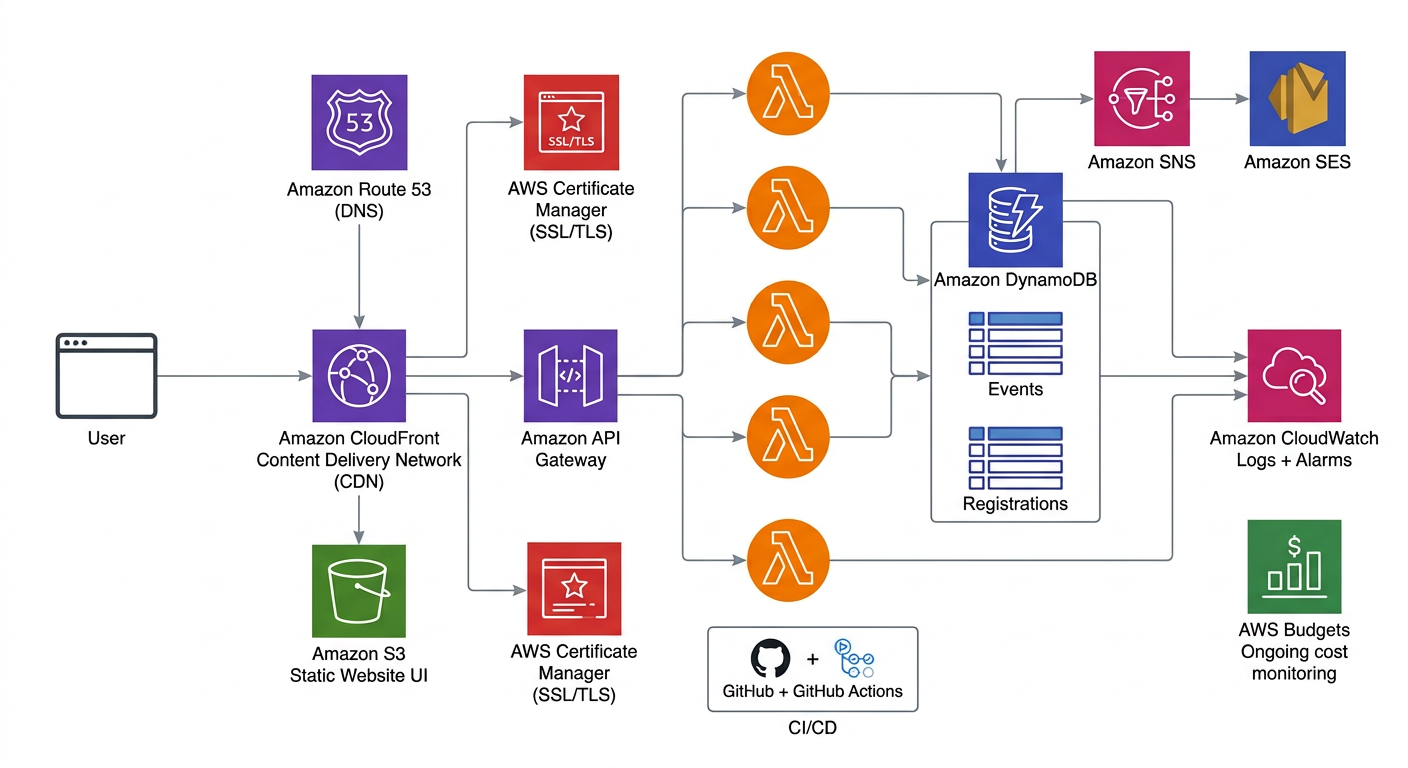 53
Amazon Route 53
(DNS)
SSL/TLS
AWS Certificate
Manager
(SSL/TLS)
Amazon SNS
Amazon SES
User
Amazon CloudFront
Content Delivery Network
(CDN)
</>
Amazon API
Gateway
Amazon DynamoDB
Events
Registrations
Amazon CloudWatch
Logs + Alarms
Amazon S3
Static Website UI
AWS Certificate
Manager
(SSL/TLS)
+
GitHub + GitHub Actions
CI/CD
$
AWS Budgets
Ongoing cost
monitoring